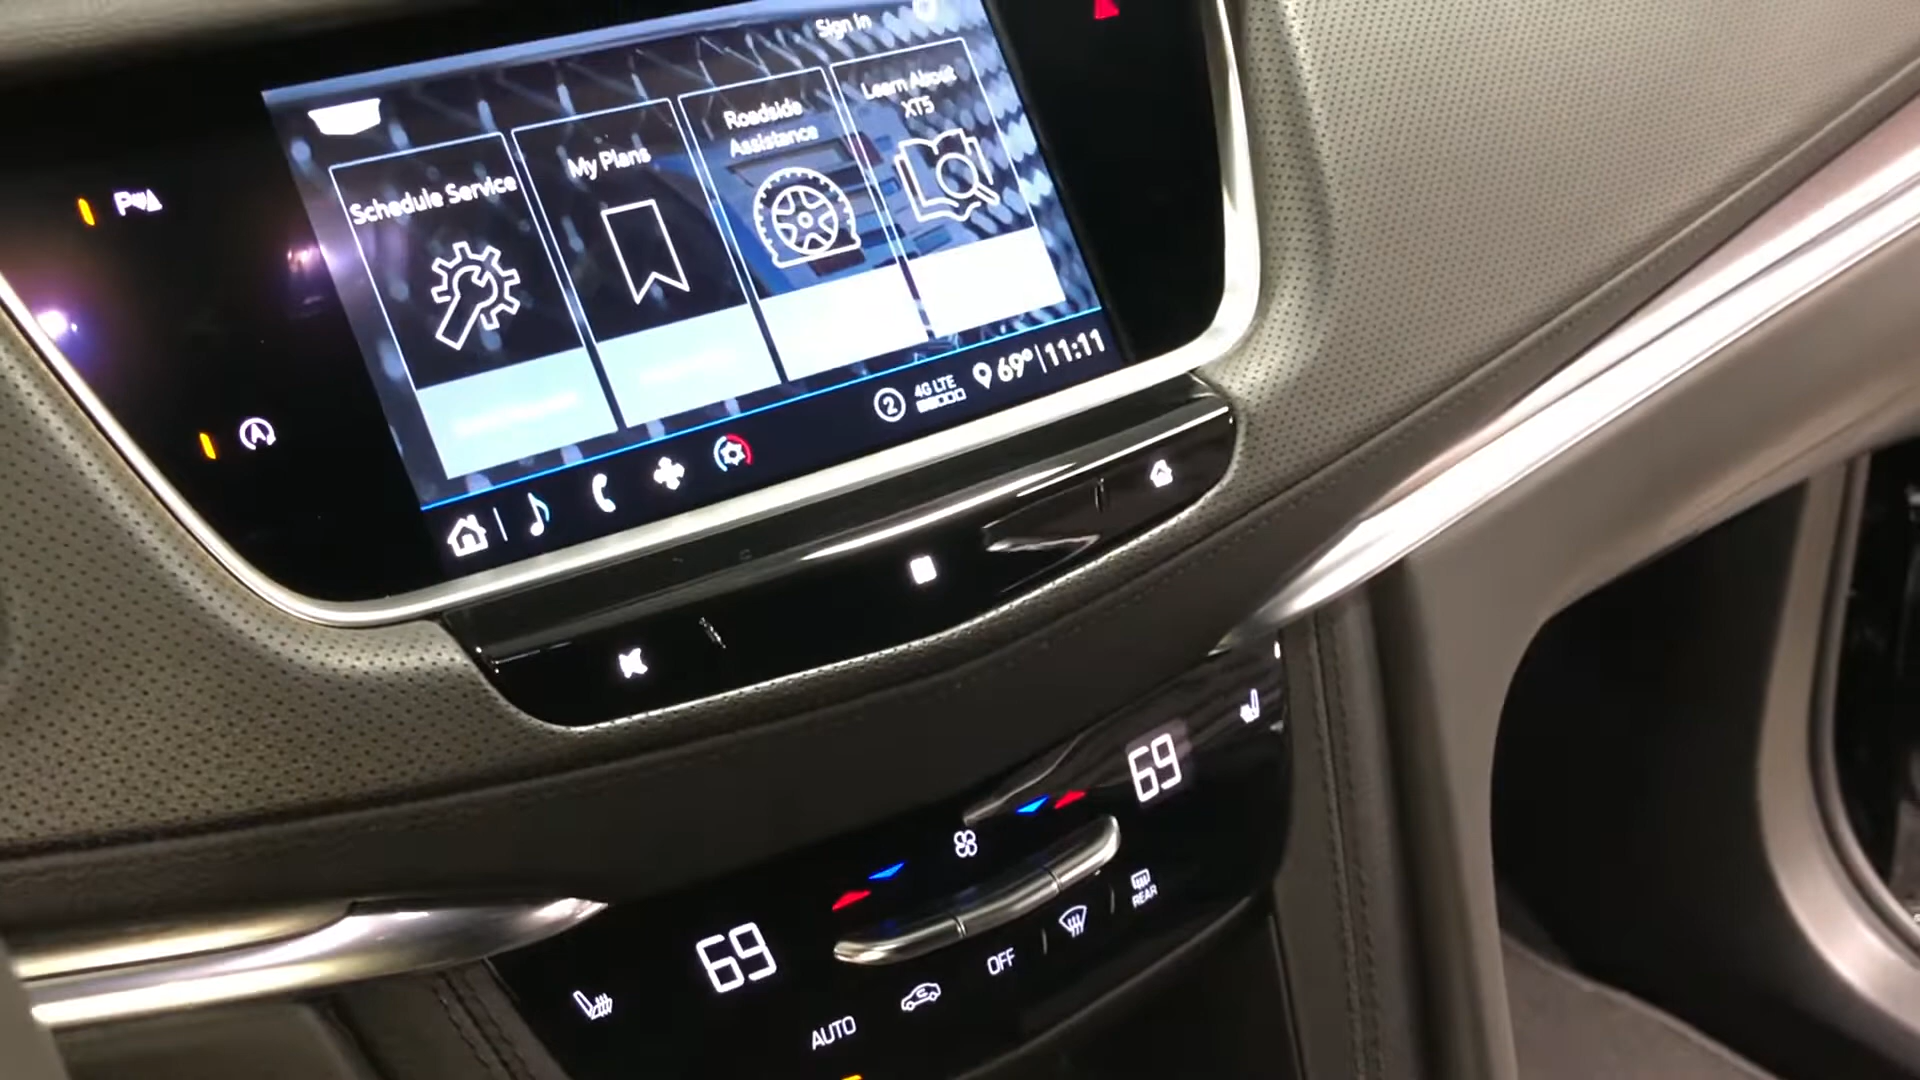 Sign In
Schedule Service
My Plans
Roadside
Assistance
Learn About
XT5
P
A
2
4G LTE
69° 11:11
69
69
REAR
OFF
AUTO